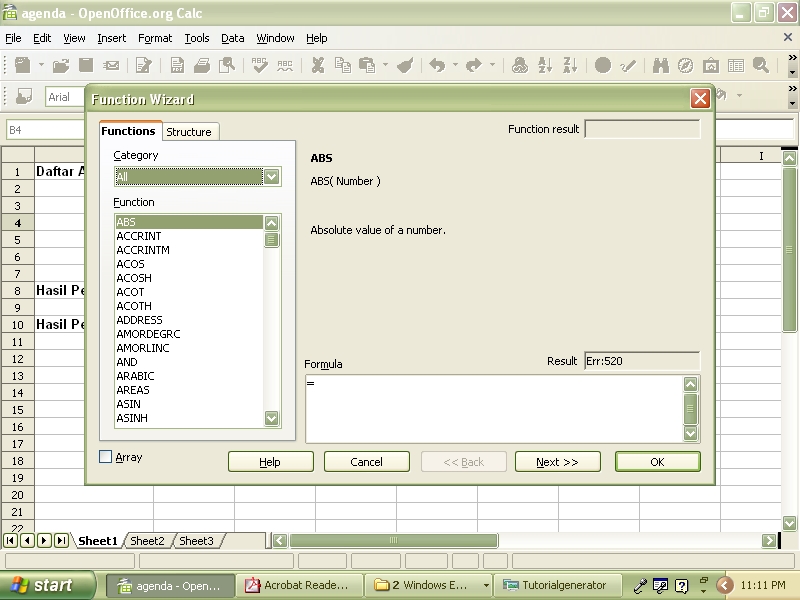 agenda - OpenOffice.org Calc
File Edit View Insert Format Tools Data Window Help
Arial
B4
Function Wizard
Functions Structure
Function result
Category
All
Function
ABS
ACCRINT
ACCRINTM
ACOS
ACOSH
ACOT
ACOTH
ADDRESS
AMORDEGRC
AMORLINC
AND
ARABIC
AREAS
ASIN
ASINH
ABS
ABS( Number )
Absolute value of a number.
Formula
Result Err:520
=
Array
Help Cancel << Back Next >> OK
I
1 Daftar A
2
3
4
5
6
7
8 Hasil Pe
9
10 Hasil Pe
11
12
13
14
15
16
17
18
19
20
21
22
Sheet1 Sheet2 Sheet3
start agenda - Open... Acrobat Reade... 2 Windows E... Tutorialgenerator 11:11 PM